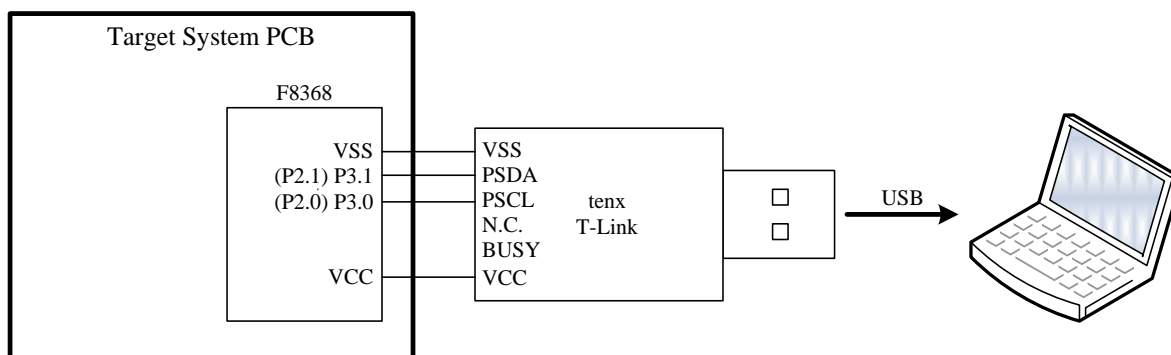 Target System PCB
F8368
VSS
(P2.1) P3.1
(P2.0) P3.0
VCC
VSS
PSDA
PSCL
N.C.
BUSY
VCC
tenx
T-Link
USB